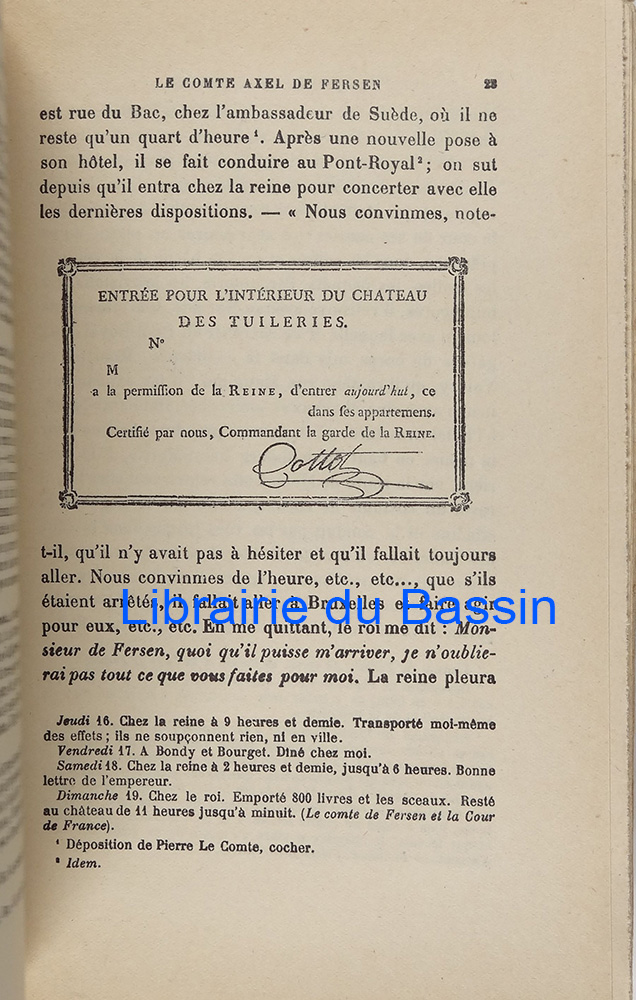 LE COMTE AXEL DE FERSEN 23
est rue du Bac, chez l'ambassadeur de Suède, où il ne
reste qu'un quart d'heure ¹. Après une nouvelle pose à
son hôtel, il se fait conduire au Pont-Royal ²; on sut
depuis qu'il entra chez la reine pour concerter avec elle
les dernières dispositions. — « Nous convinmes, note-
ENTRÉE POUR L'INTÉRIEUR DU CHATEAU
DES TUILERIES.
N°
M
a la permiſſion de la REINE, d'entrer aujourd'hui, ce
dans ſes appartemens.
Certifié par nous, Commandant la garde de la REINE.
Gottot
t-il, qu'il n'y avait pas à hésiter et qu'il fallait toujours
aller. Nous convinmes de l'heure, etc., etc..., que s'ils
étaient arrêtés, il fallait aller à Bruxelles et faire agir
Librairie du Bassin
pour eux, etc., etc. En me quittant, le roi me dit : Mon-
sieur de Fersen, quoi qu'il puisse m'arriver, je n'oublie-
rai pas tout ce que vous faites pour moi. La reine pleura
Jeudi 16. Chez la reine à 9 heures et demie. Transporté moi-même
des effets ; ils ne soupçonnent rien, ni en ville.
Vendredi 17. A Bondy et Bourget. Dîné chez moi.
Samedi 18. Chez la reine à 2 heures et demie, jusqu'à 6 heures. Bonne
lettre de l'empereur.
Dimanche 19. Chez le roi. Emporté 800 livres et les sceaux. Resté
au château de 11 heures jusqu'à minuit. (Le comte de Fersen et la Cour
de France).
¹ Déposition de Pierre Le Comte, cocher.
² Idem.